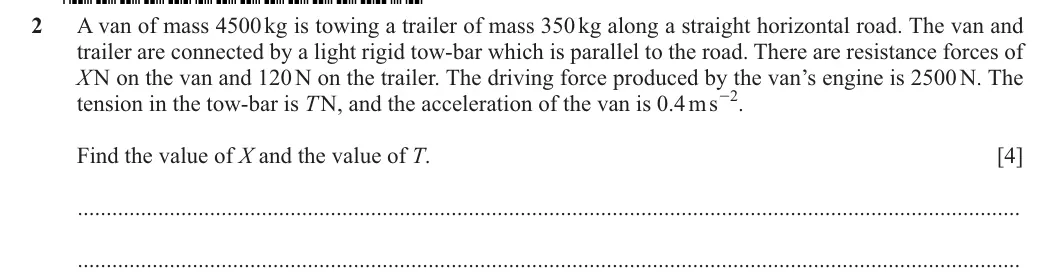 2 A van of mass 4500 kg is towing a trailer of mass 350 kg along a straight horizontal road. The van and
trailer are connected by a light rigid tow-bar which is parallel to the road. There are resistance forces of
XN on the van and 120 N on the trailer. The driving force produced by the van’s engine is 2500 N. The
tension in the tow-bar is TN, and the acceleration of the van is 0.4 m s⁻².
Find the value of X and the value of T. [4]